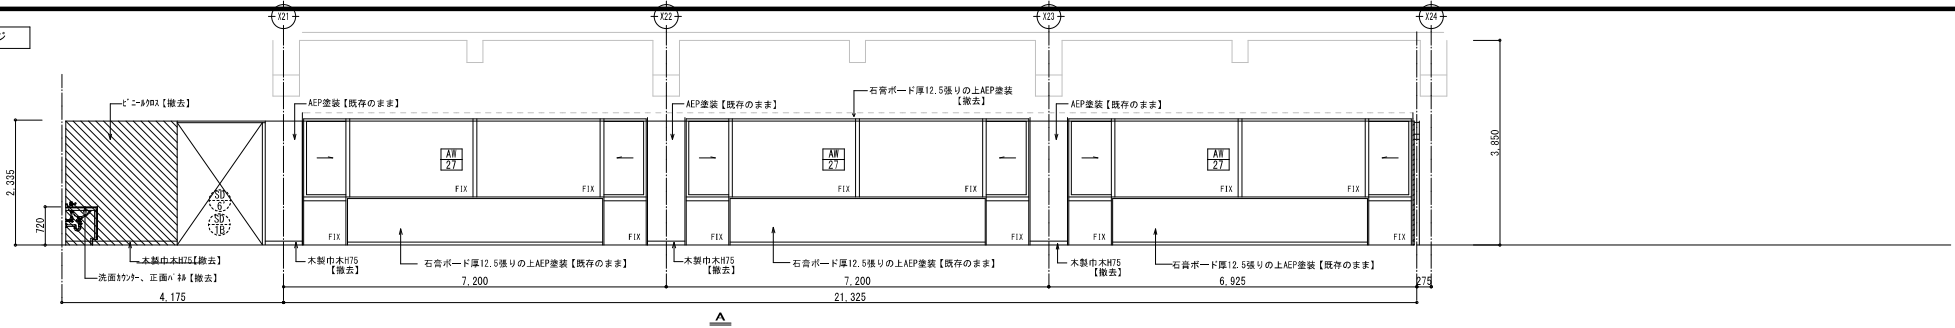 X21
X22
X23
X24
ジ
ビニールクロス【撤去】
AEP塗装【既存のまま】
AEP塗装【既存のまま】
石膏ボード厚12.5張りの上AEP塗装
【撤去】
AEP塗装【既存のまま】
2,335
720
3,850
SD
6
SD
1B
AW
27
AW
27
AW
27
FIX
FIX
FIX
FIX
FIX
FIX
FIX
FIX
FIX
FIX
FIX
FIX
木製巾木H75【撤去】
洗面カウンター、正面パネル【撤去】
木製巾木H75
【撤去】
石膏ボード厚12.5張りの上AEP塗装【既存のまま】
木製巾木H75
【撤去】
石膏ボード厚12.5張りの上AEP塗装【既存のまま】
木製巾木H75
【撤去】
石膏ボード厚12.5張りの上AEP塗装【既存のまま】
7,200
7,200
6,925
275
4,175
21,325
A